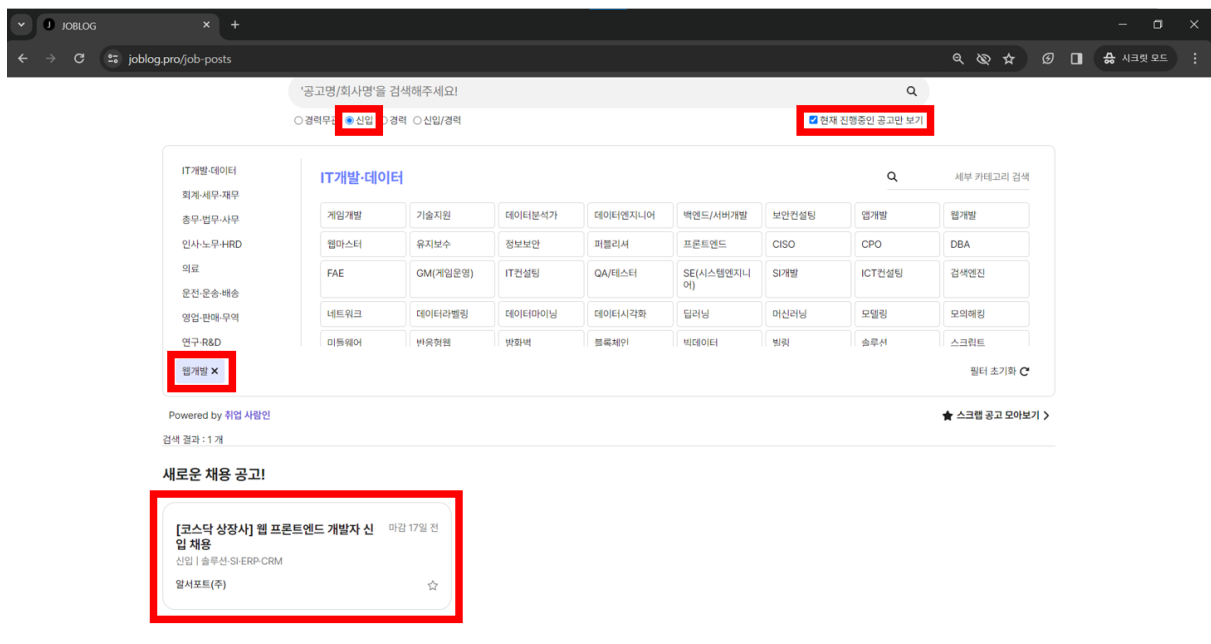 JOBLOG
joblog.pro/job-posts
시크릿 모드
'공고명/회사명'을 검색해주세요!
경력무관 신입 경력 신입/경력 현재 진행중인 공고만 보기
IT개발·데이터
회계·세무·재무
총무·법무·사무
인사·노무·HRD
의료
운전·운송·배송
영업·판매·무역
연구·R&D
IT개발·데이터 세부 카테고리 검색
게임개발 기술지원 데이터분석가 데이터엔지니어 백엔드/서버개발 보안컨설팅 앱개발 웹개발
웹마스터 유지보수 정보보안 퍼블리셔 프론트엔드 CISO CPO DBA
FAE GM(게임운영) IT컨설팅 QA/테스터 SE(시스템엔지니어) SI개발 ICT컨설팅 검색엔진
네트워크 데이터라벨링 데이터마이닝 데이터시각화 딥러닝 머신러닝 모델링 모의해킹
미들웨어 반응형웹 방화벽 블록체인 빅데이터 빌링 솔루션 스크립트
웹개발 필터 초기화
Powered by 취업 사람인 스크랩 공고 모아보기
검색 결과 : 1 개
새로운 채용 공고!
[코스닥 상장사] 웹 프론트엔드 개발자 신 마감 17일 전
입 채용
신입 | 솔루션·SI·ERP·CRM
알서포트(주)